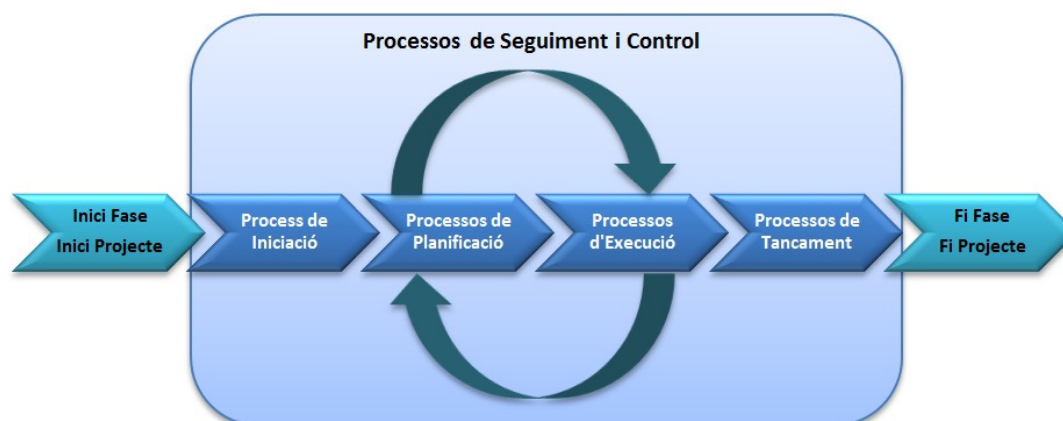 Processos de Seguiment i Control
Inici Fase
Inici Projecte
Process de
Iniciació
Processos de
Planificació
Processos
d'Execució
Processos de
Tancament
Fi Fase
Fi Projecte